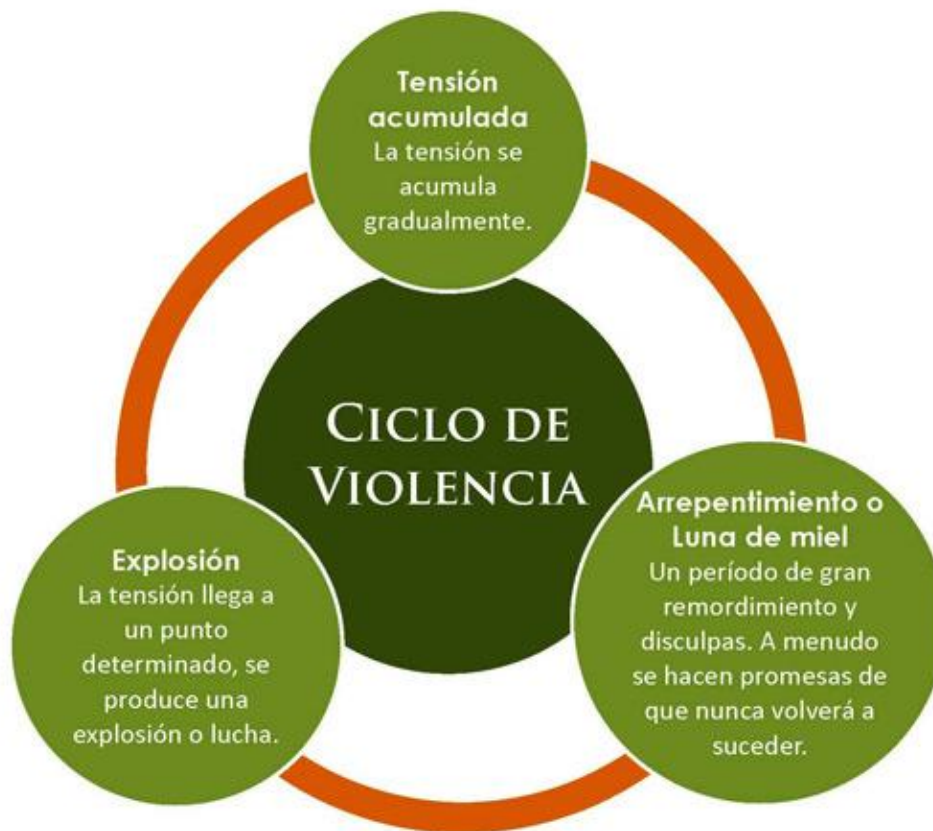 Tensión
acumulada
La tensión se
acumula
gradualmente.
CICLO DE
VIOLENCIA
Explosión
La tensión llega a
un punto
determinado, se
produce una
explosión o lucha.
Arrepentimiento o
Luna de miel
Un período de gran
remordimiento y
disculpas. A menudo
se hacen promesas de
que nunca volverá a
suceder.